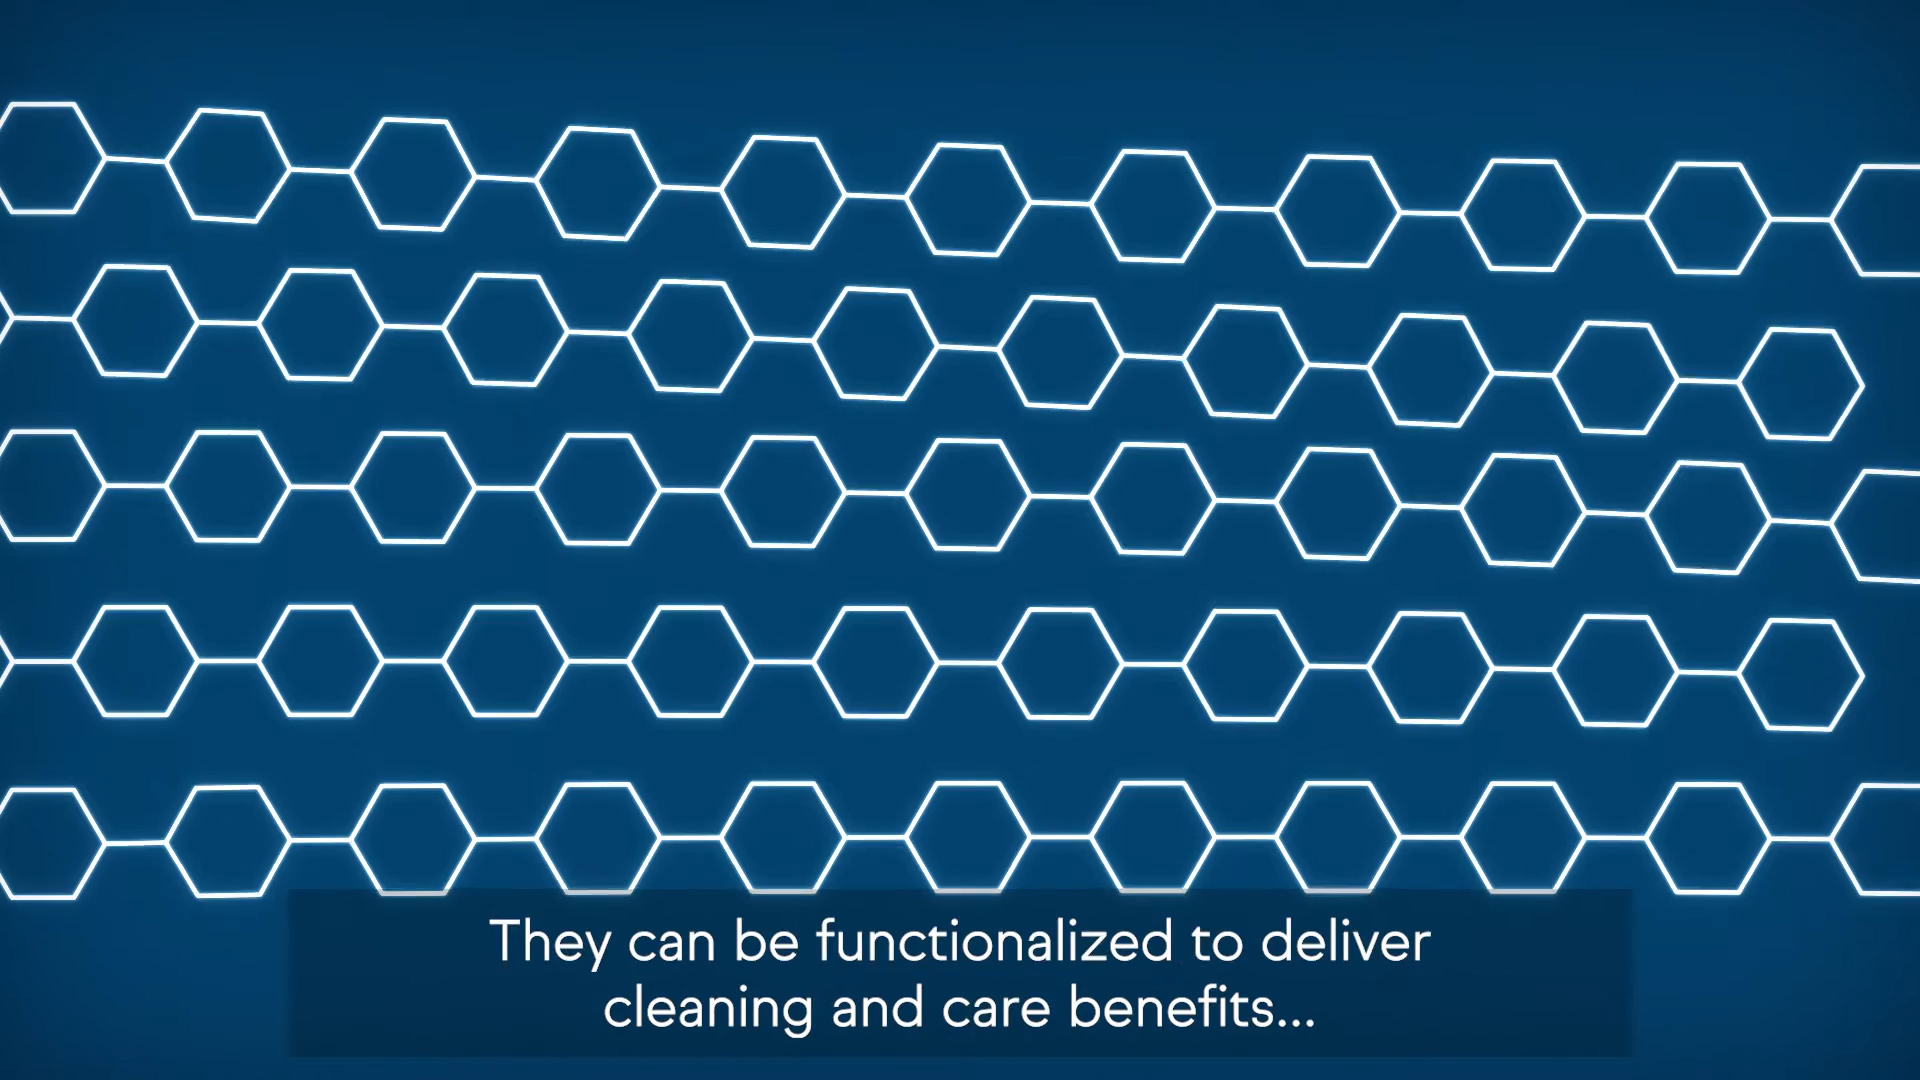 They can be functionalized to deliver
cleaning and care benefits...